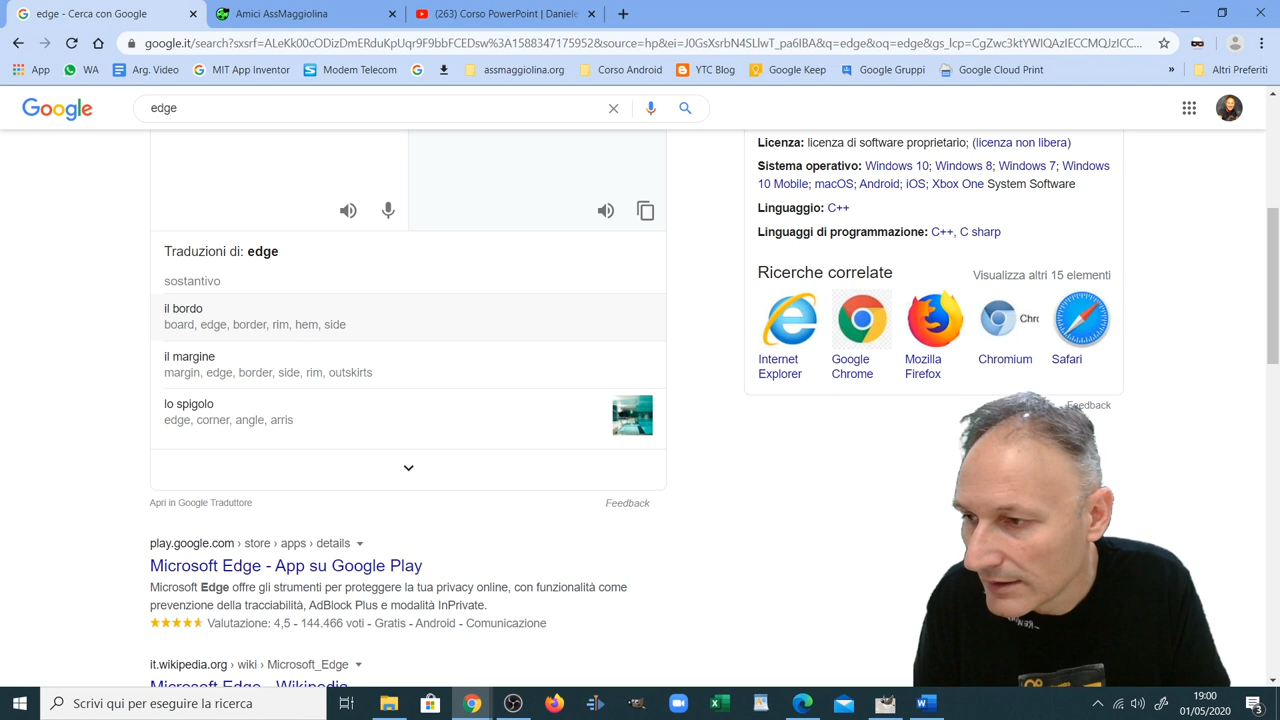 edge - Cerca con Google
Amici AssMaggiolina
(263) Corso PowerPoint | Daniele
google.it/search?sxsrf=ALeKk00cODizDmERduKpUqr9F9bbFCEDsw%3A1588347175952&source=hp&ei=J0GsXsrbN4SLlwT_pa6IBA&q=edge&oq=edge&gs_lcp=CgZwc3ktYWIQAzIECCMQJzICC...
App
WA
Arg. Video
MIT App Inventor
Modem Telecom
assmaggiolina.org
Corso Android
YTC Blog
Google Keep
Google Gruppi
Google Cloud Print
»
Altri Preferiti
Google
edge
Licenza: licenza di software proprietario; (licenza non libera)
Sistema operativo: Windows 10; Windows 8; Windows 7; Windows
10 Mobile; macOS; Android; iOS; Xbox One System Software
Linguaggio: C++
Linguaggi di programmazione: C++, C sharp
Traduzioni di: edge
sostantivo
il bordo
board, edge, border, rim, hem, side
il margine
margin, edge, border, side, rim, outskirts
lo spigolo
edge, corner, angle, arris
Apri in Google Traduttore
Feedback
Ricerche correlate
Visualizza altri 15 elementi
Chr
Internet
Explorer
Google
Chrome
Mozilla
Firefox
Chromium
Safari
Feedback
play.google.com › store › apps › details
Microsoft Edge - App su Google Play
Microsoft Edge offre gli strumenti per proteggere la tua privacy online, con funzionalità come
prevenzione della tracciabilità, AdBlock Plus e modalità InPrivate.
Valutazione: 4,5 - 144.466 voti - Gratis - Android - Comunicazione
it.wikipedia.org › wiki › Microsoft_Edge
Microsoft Edge - Wikipedia
Scrivi qui per eseguire la ricerca
19:00
01/05/2020
3